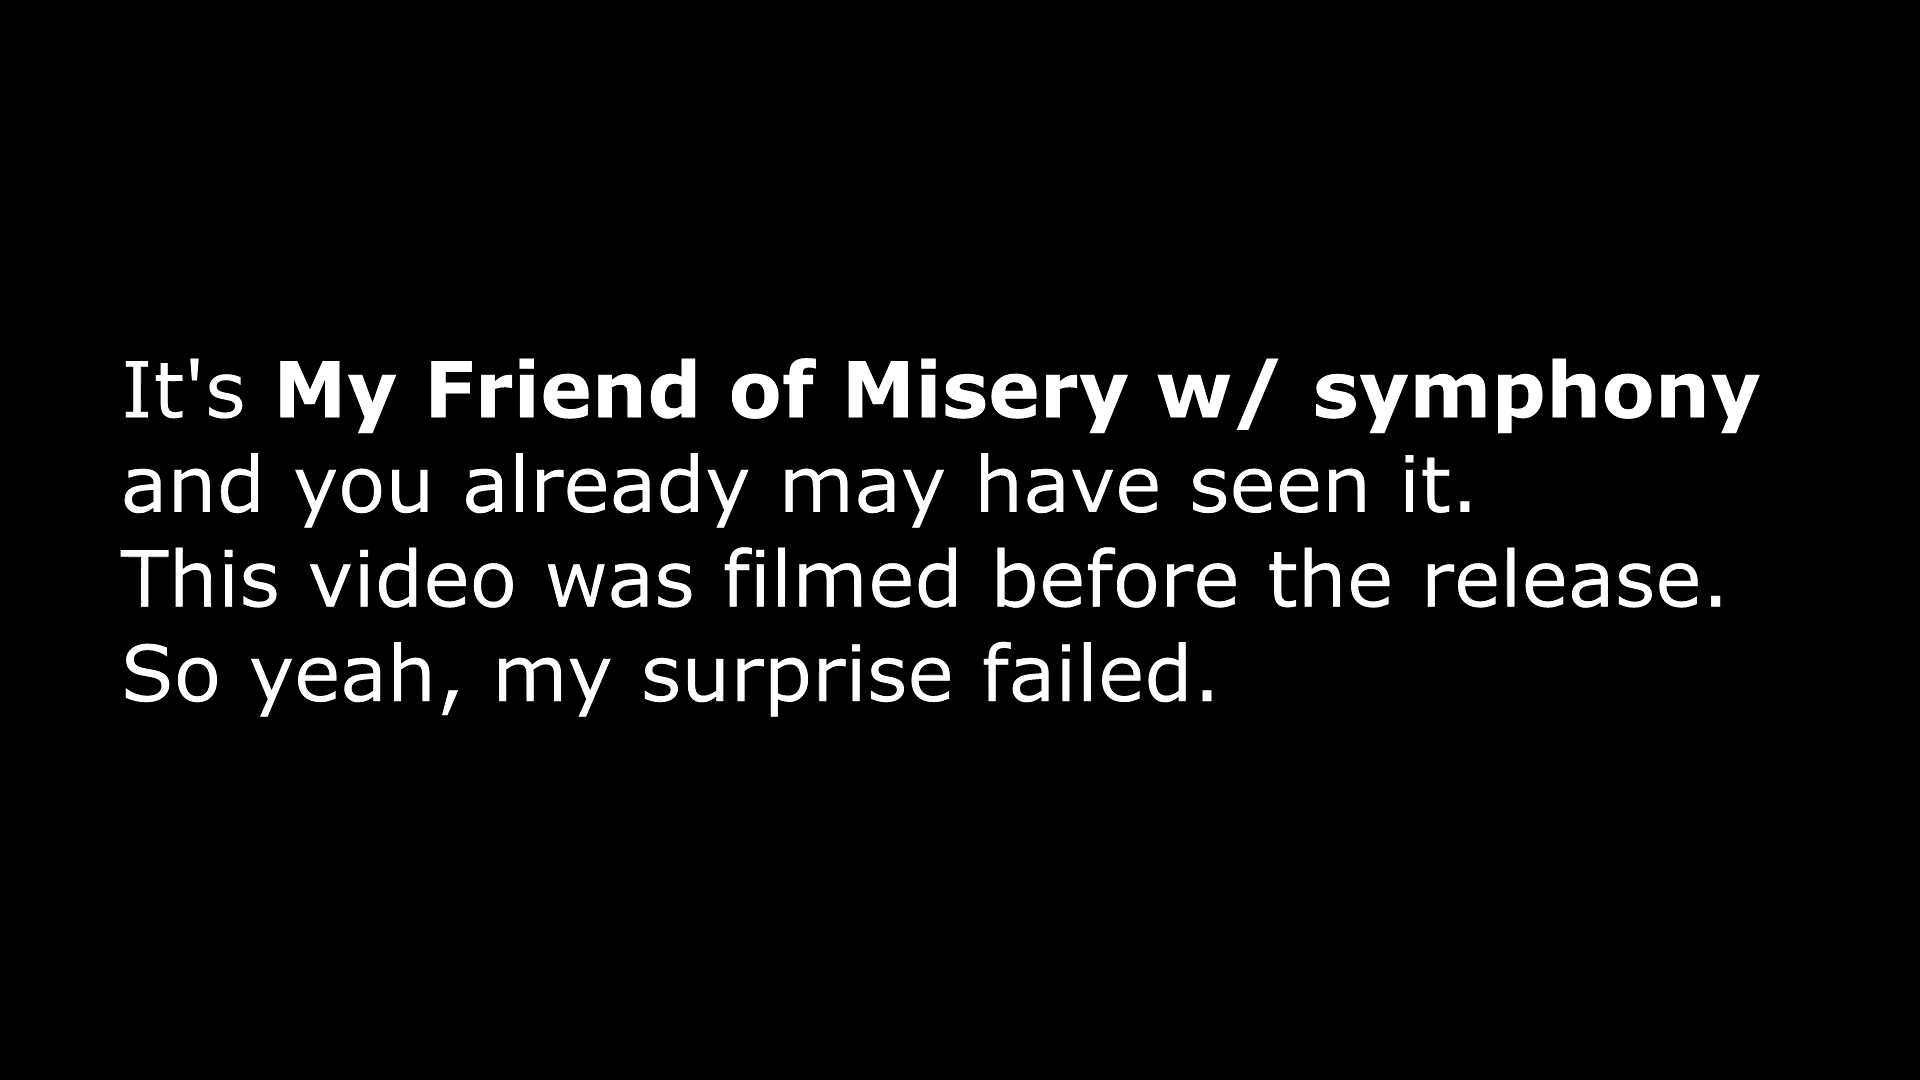 It's My Friend of Misery w/ symphony
and you already may have seen it.
This video was filmed before the release.
So yeah, my surprise failed.